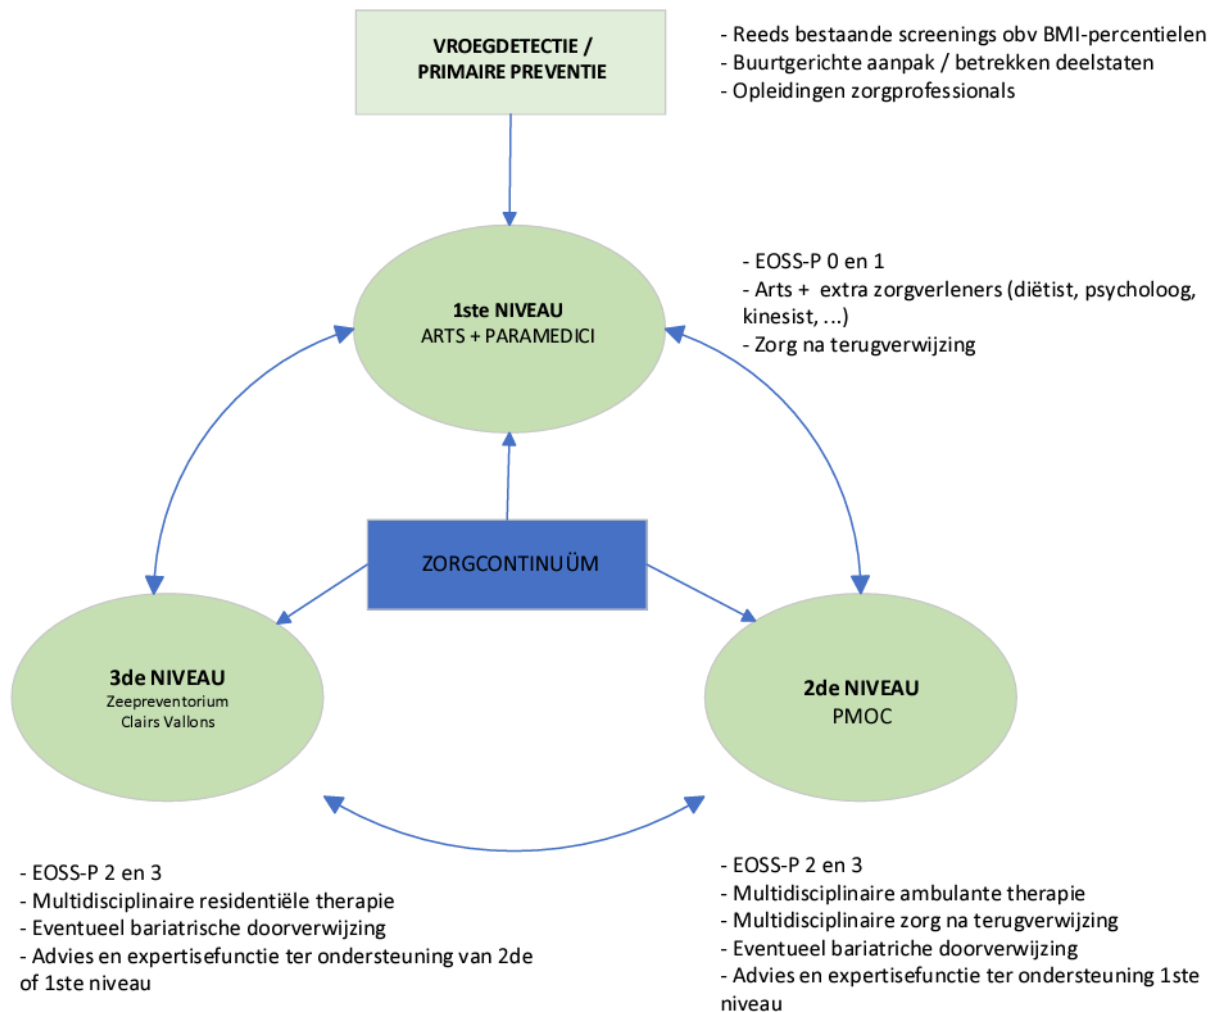 VROEGDETECTIE /
PRIMAIRE PREVENTIE
- Reeds bestaande screenings obv BMI-percentielen
- Buurtgerichte aanpak / betrekken deelstaten
- Opleidingen zorgprofessionals
1ste NIVEAU
ARTS + PARAMEDICI
- EOSS-P 0 en 1
- Arts + extra zorgverleners (diëtist, psycholoog,
kinesist, ...)
- Zorg na terugverwijzing
ZORGCONTINUÜM
3de NIVEAU
Zeepreventorium
Clairs Vallons
2de NIVEAU
PMOC
- EOSS-P 2 en 3
- Multidisciplinaire residentiële therapie
- Eventueel bariatrische doorverwijzing
- Advies en expertisefunctie ter ondersteuning van 2de
of 1ste niveau
- EOSS-P 2 en 3
- Multidisciplinaire ambulante therapie
- Multidisciplinaire zorg na terugverwijzing
- Eventueel bariatriche doorverwijzing
- Advies en expertisefunctie ter ondersteuning 1ste
niveau